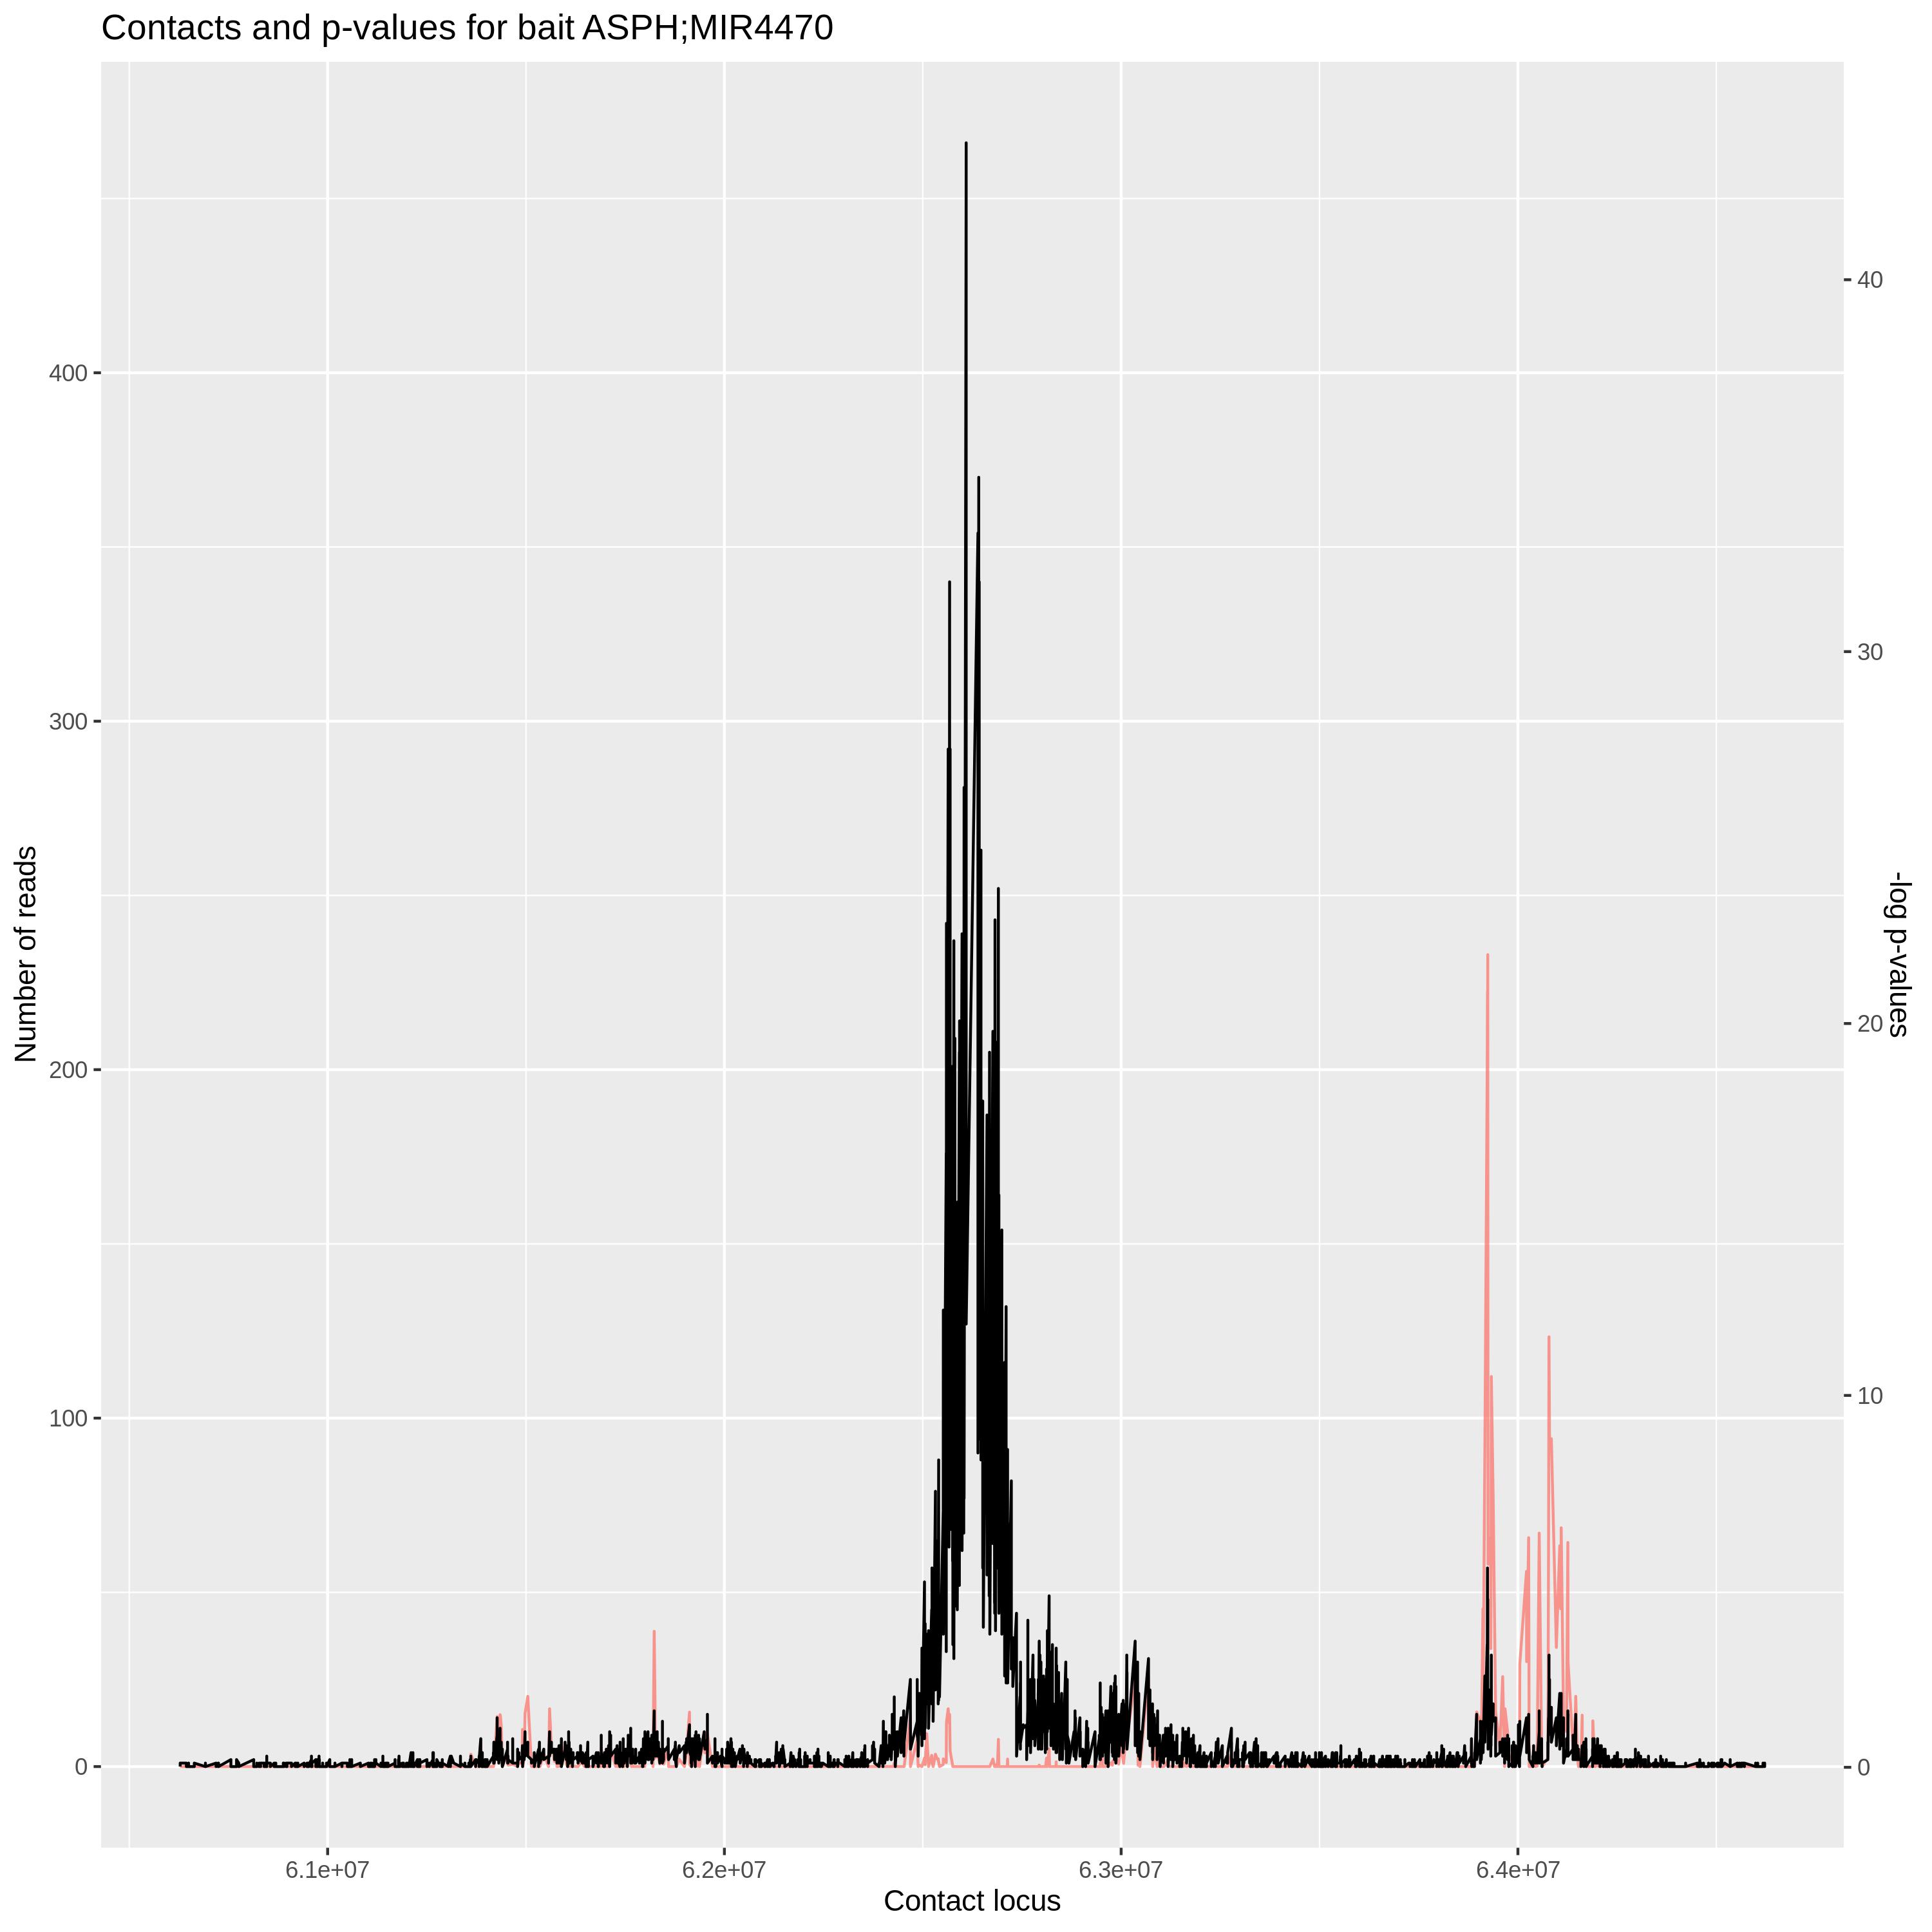 Contacts and p-values for bait ASPH;MIR4470
Number of reads
400
300
200
100
0
40
30
20
10
0
-log p-values
6.1e+07 6.2e+07 6.3e+07 6.4e+07
Contact locus